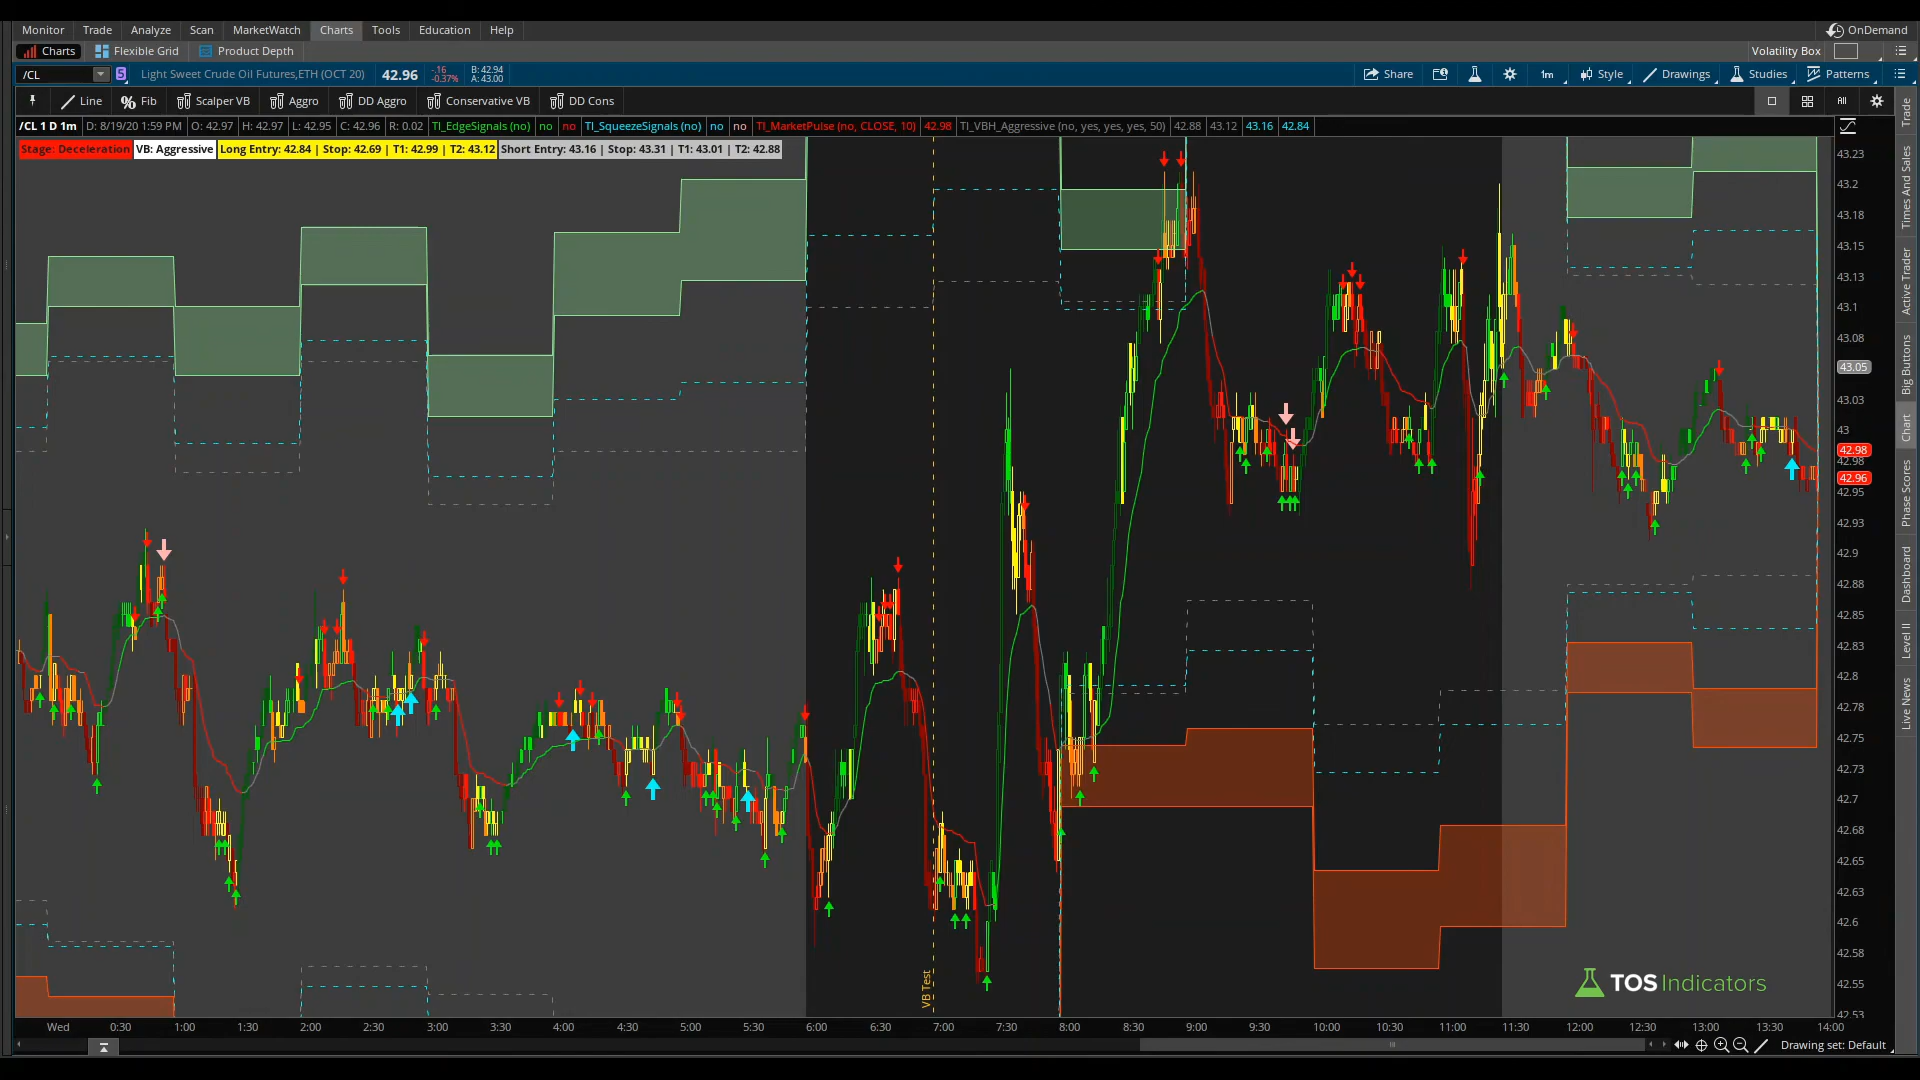 Monitor Trade Analyze Scan MarketWatch Charts Tools Education Help OnDemand
Charts Flexible Grid Product Depth Volatility Box
/CL 5 Light Sweet Crude Oil Futures,ETH (OCT 20) 42.96 -.16 -0.37% B: 42.94 A: 43.00 Share 1m Style Drawings Studies Patterns
Line Fib Scalper VB Aggro DD Aggro Conservative VB DD Cons All
/CL 1 D 1m D: 8/19/20 1:59 PM O: 42.97 H: 42.97 L: 42.95 C: 42.96 R: 0.02 TI_EdgeSignals (no) no no TI_SqueezeSignals (no) no no TI_MarketPulse (no, CLOSE, 10) 42.98 TI_VBH_Aggressive (no, yes, yes, yes, 50) 42.88 43.12 43.16 42.84
Stage: Deceleration VB: Aggressive Long Entry: 42.84 | Stop: 42.69 | T1: 42.99 | T2: 43.12 Short Entry: 43.16 | Stop: 43.31 | T1: 43.01 | T2: 42.88
43.23
43.2
43.18
43.15
43.13
43.1
43.08
43.05
43.03
43
42.98
42.98
42.96
42.95
42.93
42.9
42.88
42.85
42.83
42.8
42.78
42.75
42.73
42.7
42.68
42.65
42.63
42.6
42.58
42.55
42.53
Trade
Times And Sales
Active Trader
Big Buttons
Chart
Phase Scores
Dashboard
Level II
Live News
VB Test
TOS Indicators
Wed 0:30 1:00 1:30 2:00 2:30 3:00 3:30 4:00 4:30 5:00 5:30 6:00 6:30 7:00 7:30 8:00 8:30 9:00 9:30 10:00 10:30 11:00 11:30 12:00 12:30 13:00 13:30 14:00
Drawing set: Default